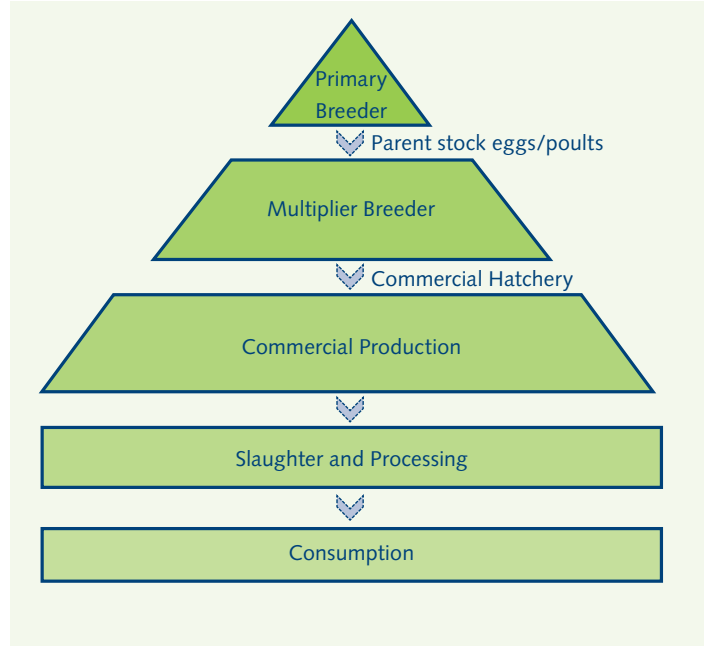 Primary
Breeder
Parent stock eggs/poults
Multiplier Breeder
Commercial Hatchery
Commercial Production
Slaughter and Processing
Consumption